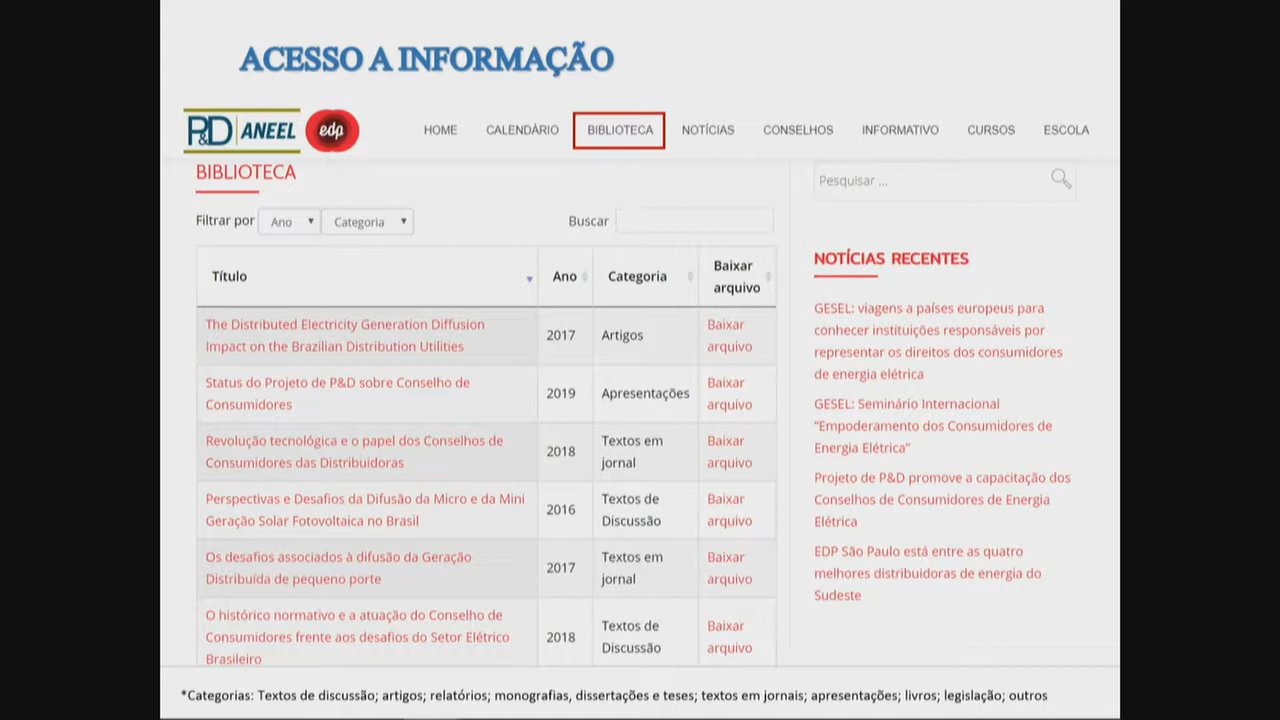 ACESSO A INFORMAÇÃO
P&D ANEEL edp HOME CALENDÁRIO BIBLIOTECA NOTÍCIAS CONSELHOS INFORMATIVO CURSOS ESCOLA
BIBLIOTECA
Filtrar por Ano Categoria Buscar
Título Ano Categoria Baixar
arquivo
The Distributed Electricity Generation Diffusion
Impact on the Brazilian Distribution Utilities
2017
Artigos
Baixar
arquivo
Status do Projeto de P&D sobre Conselho de
Consumidores
2019
Apresentações
Baixar
arquivo
Revolução tecnológica e o papel dos Conselhos de
Consumidores das Distribuidoras
2018
Textos em
jornal
Baixar
arquivo
Perspectivas e Desafios da Difusão da Micro e da Mini
Geração Solar Fotovoltaica no Brasil
2016
Textos de
Discussão
Baixar
arquivo
Os desafios associados à difusão da Geração
Distribuída de pequeno porte
2017
Textos em
jornal
Baixar
arquivo
O histórico normativo e a atuação do Conselho de
Consumidores frente aos desafios do Setor Elétrico
Brasileiro
2018
Textos de
Discussão
Baixar
arquivo
Pesquisar ...
NOTÍCIAS RECENTES
GESEL: viagens a países europeus para
conhecer instituições responsáveis por
representar os direitos dos consumidores
de energia elétrica
GESEL: Seminário Internacional
“Empoderamento dos Consumidores de
Energia Elétrica”
Projeto de P&D promove a capacitação dos
Conselhos de Consumidores de Energia
Elétrica
EDP São Paulo está entre as quatro
melhores distribuidoras de energia do
Sudeste
*Categorias: Textos de discussão; artigos; relatórios; monografias, dissertações e teses; textos em jornais; apresentações; livros; legislação; outros